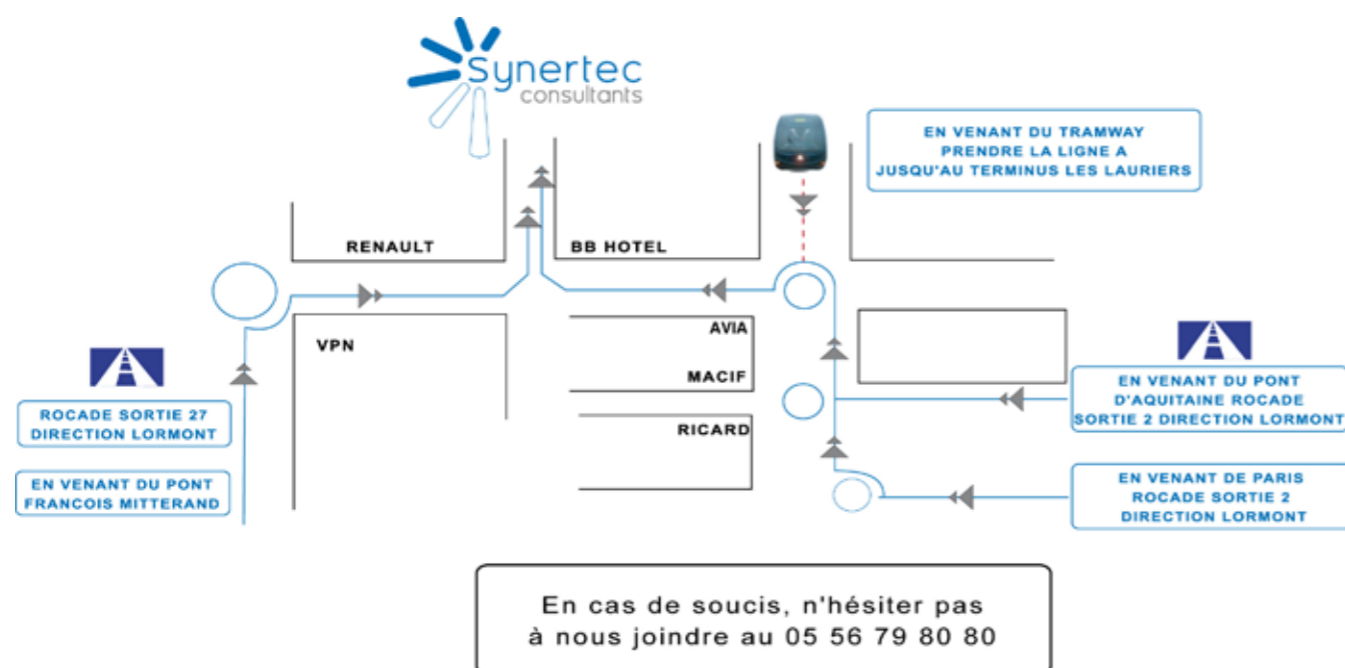 Synertec
consultants
EN VENANT DU TRAMWAY
PRENDRE LA LIGNE A
JUSQU'AU TERMINUS LES LAURIERS
RENAULT
BB HOTEL
VPN
AVIA
MACIF
RICARD
ROCADE SORTIE 27
DIRECTION LORMONT
EN VENANT DU PONT
FRANCOIS MITTERAND
EN VENANT DU PONT
D'AQUITAINE ROCADE
SORTIE 2 DIRECTION LORMONT
EN VENANT DE PARIS
ROCADE SORTIE 2
DIRECTION LORMONT
En cas de soucis, n'hésiter pas
à nous joindre au 05 56 79 80 80